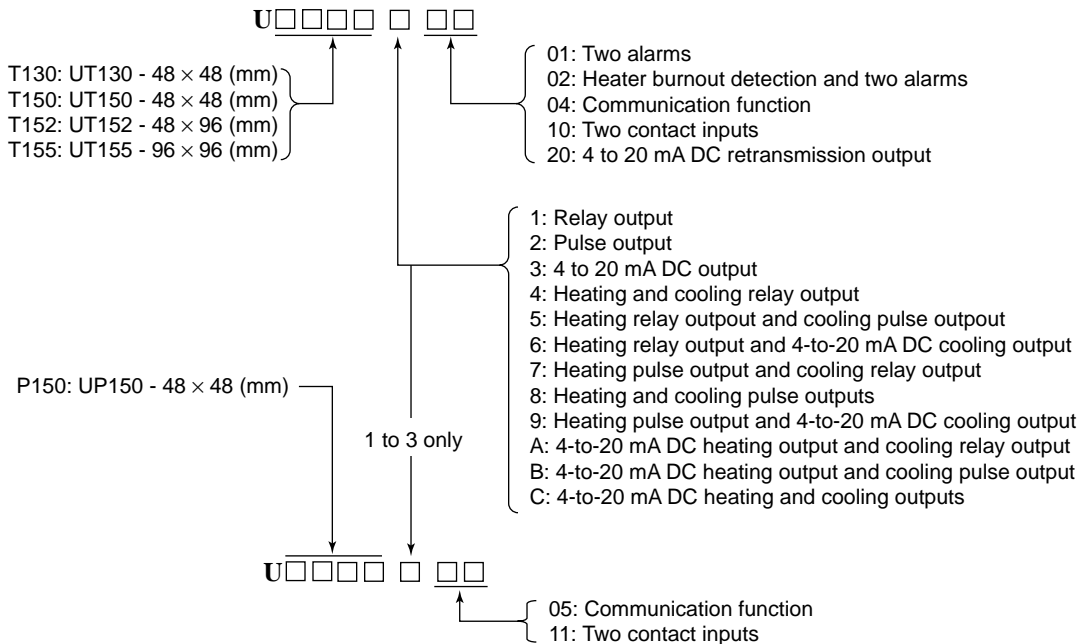 U□□□□ □ □□
T130: UT130 - 48 × 48 (mm)
T150: UT150 - 48 × 48 (mm)
T152: UT152 - 48 × 96 (mm)
T155: UT155 - 96 × 96 (mm)
01: Two alarms
02: Heater burnout detection and two alarms
04: Communication function
10: Two contact inputs
20: 4 to 20 mA DC retransmission output
1: Relay output
2: Pulse output
3: 4 to 20 mA DC output
4: Heating and cooling relay output
5: Heating relay outpout and cooling pulse outpout
6: Heating relay output and 4-to-20 mA DC cooling output
7: Heating pulse output and cooling relay output
8: Heating and cooling pulse outputs
9: Heating pulse output and 4-to-20 mA DC cooling output
A: 4-to-20 mA DC heating output and cooling relay output
B: 4-to-20 mA DC heating output and cooling pulse output
C: 4-to-20 mA DC heating and cooling outputs
P150: UP150 - 48 × 48 (mm)
1 to 3 only
U□□□□ □ □□
05: Communication function
11: Two contact inputs